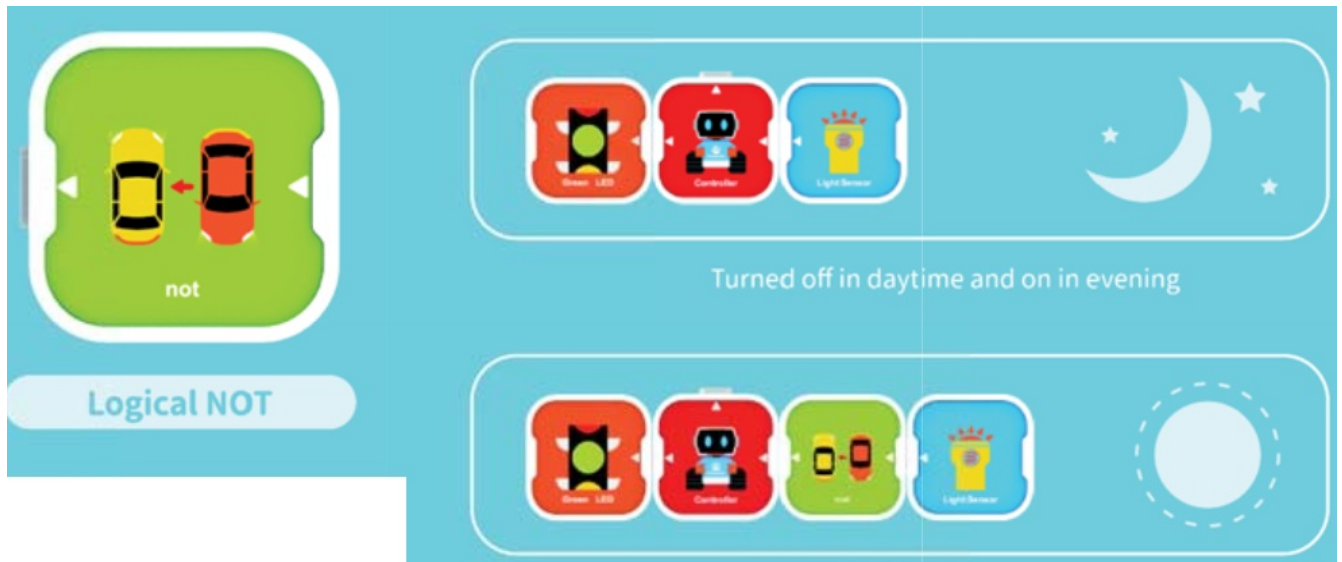 not
Logical NOT
Green LED
Controller
Light Sensor
Turned off in daytime and on in evening
Green LED
Controller
not
Light Sensor